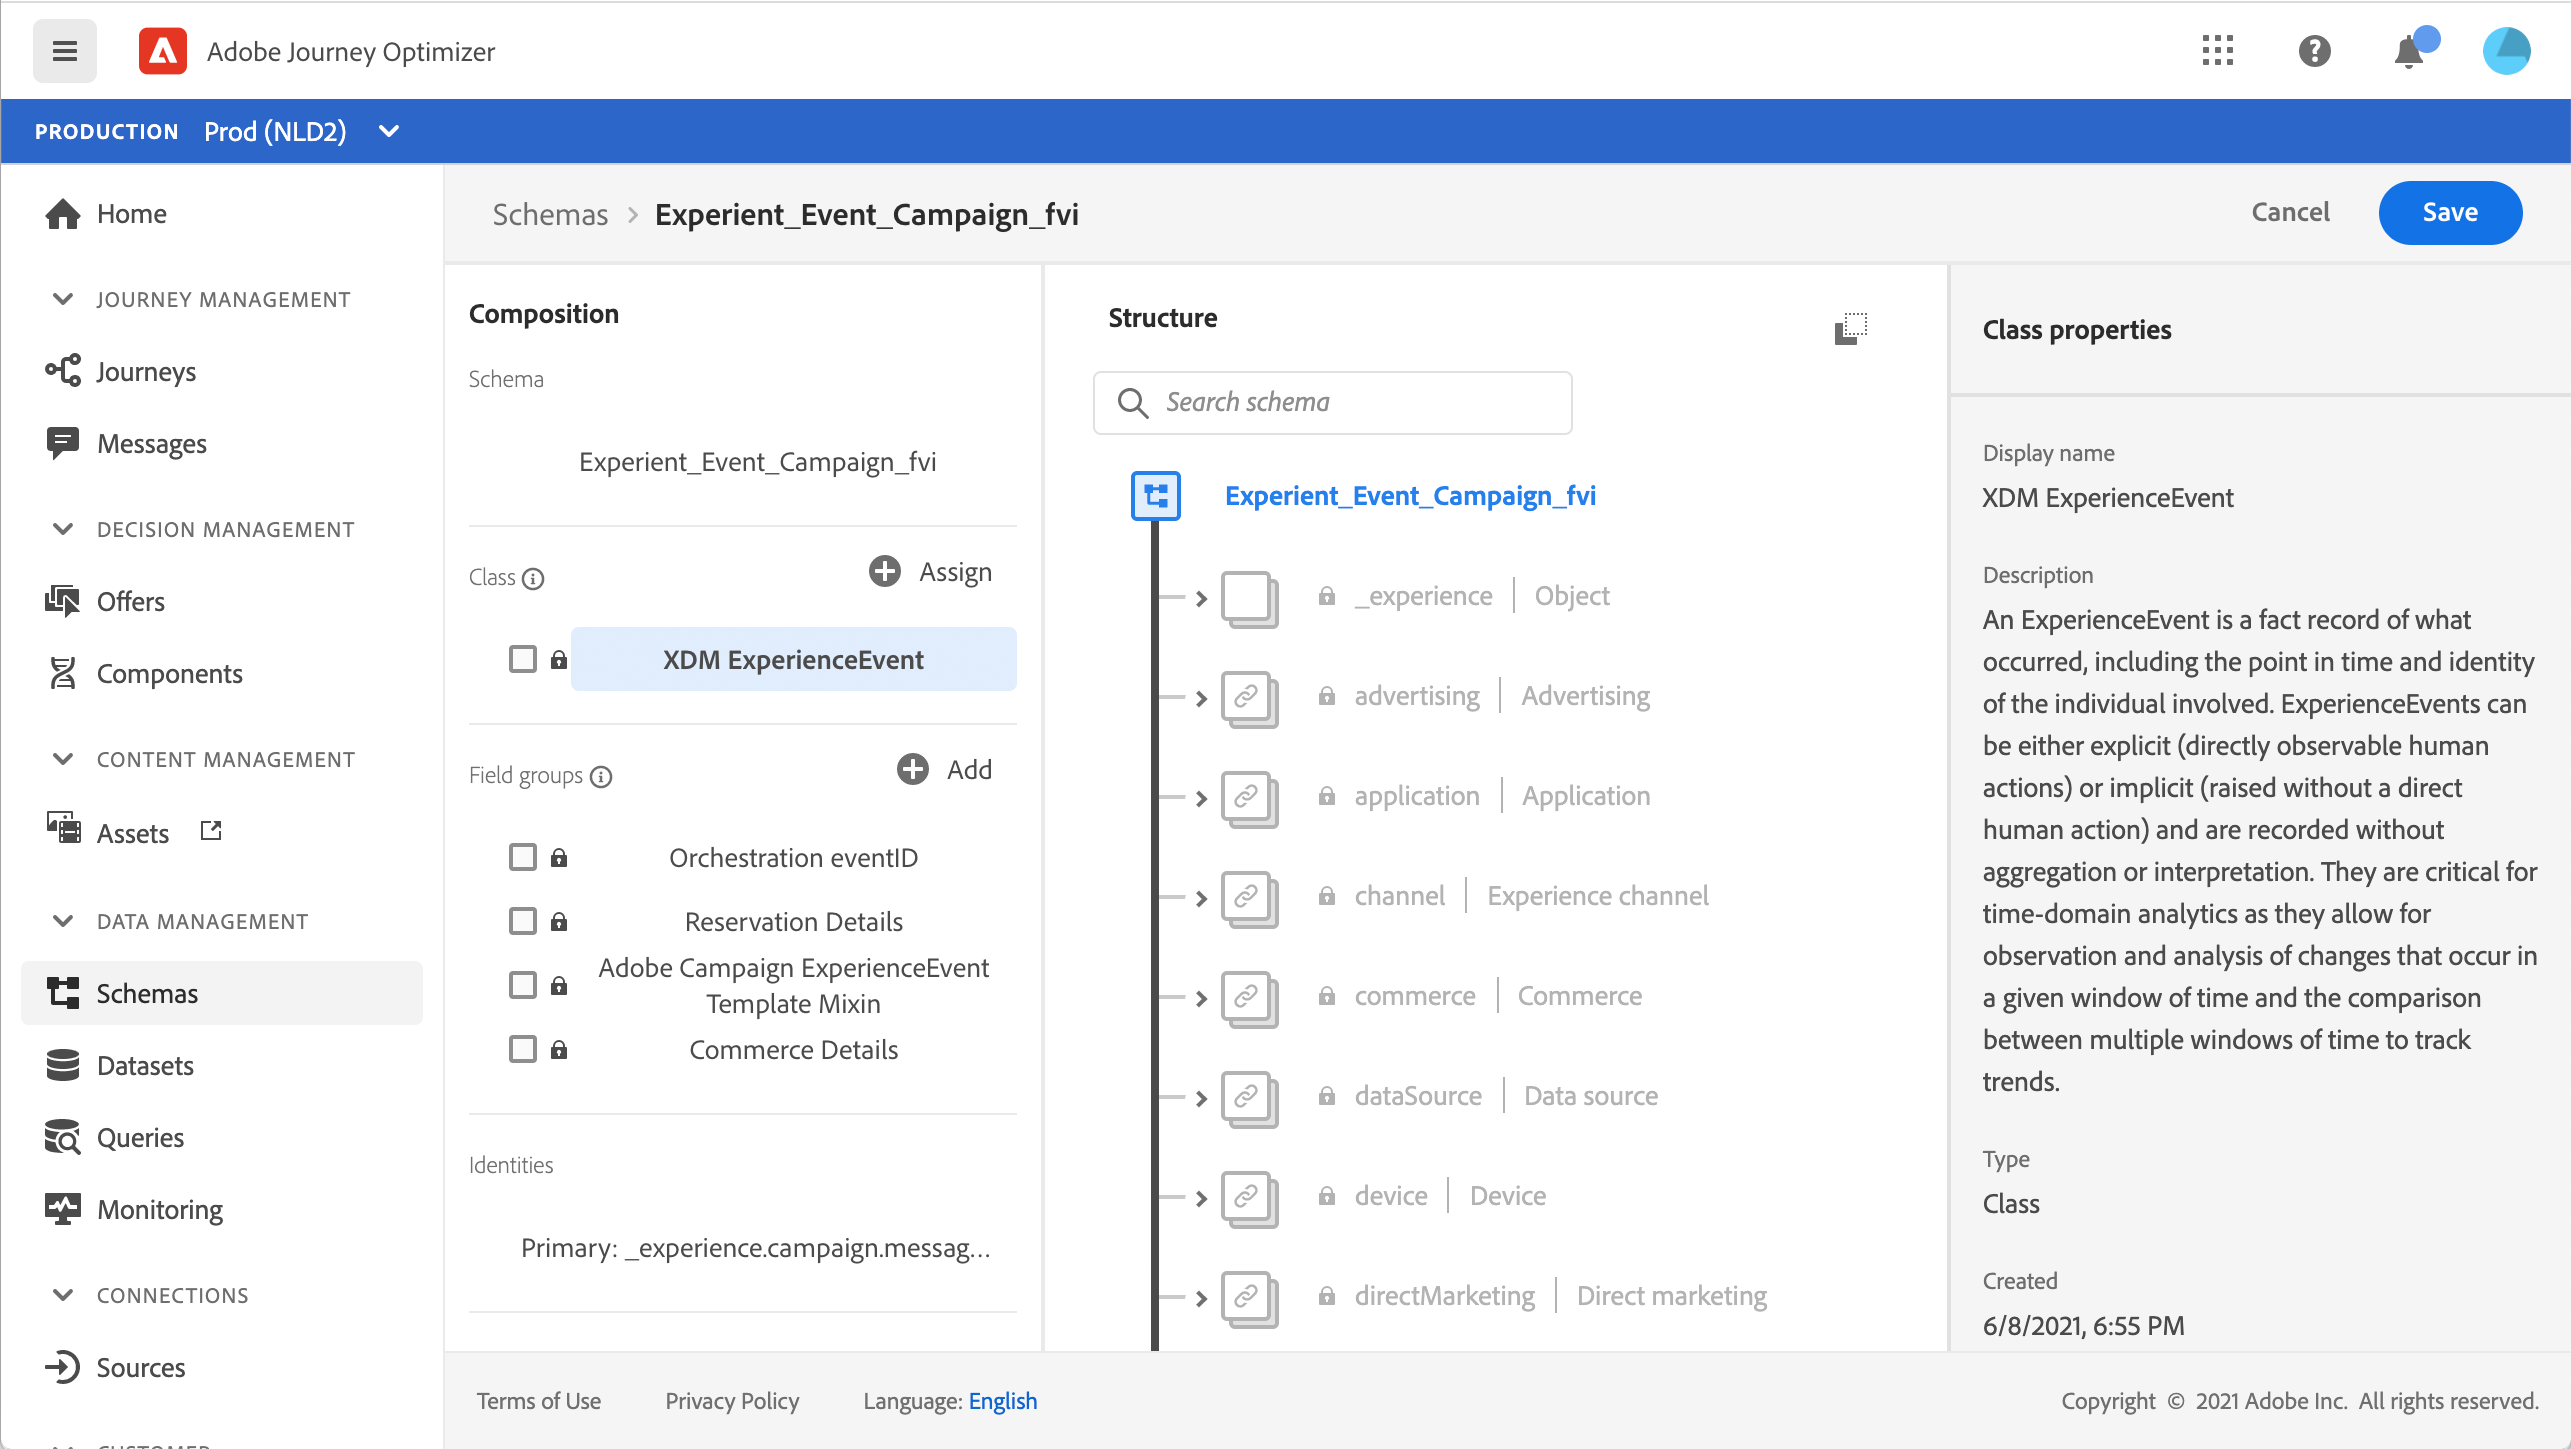 Adobe Journey Optimizer
PRODUCTION Prod (NLD2)
Home
JOURNEY MANAGEMENT
Journeys
Messages
DECISION MANAGEMENT
Offers
Components
CONTENT MANAGEMENT
Assets
DATA MANAGEMENT
Schemas
Datasets
Queries
Monitoring
CONNECTIONS
Sources
CUSTOMER
Schemas > Experient_Event_Campaign_fvi
Cancel
Save
Composition
Schema
Experient_Event_Campaign_fvi
Class
Assign
XDM ExperienceEvent
Field groups
Add
Orchestration eventID
Reservation Details
Adobe Campaign ExperienceEvent
Template Mixin
Commerce Details
Identities
Primary: _experience.campaign.messag...
Structure
Search schema
Experient_Event_Campaign_fvi
_experience | Object
advertising | Advertising
application | Application
channel | Experience channel
commerce | Commerce
dataSource | Data source
device | Device
directMarketing | Direct marketing
Class properties
Display name
XDM ExperienceEvent
Description
An ExperienceEvent is a fact record of what
occurred, including the point in time and identity
of the individual involved. ExperienceEvents can
be either explicit (directly observable human
actions) or implicit (raised without a direct
human action) and are recorded without
aggregation or interpretation. They are critical for
time-domain analytics as they allow for
observation and analysis of changes that occur in
a given window of time and the comparison
between multiple windows of time to track
trends.
Type
Class
Created
6/8/2021, 6:55 PM
Terms of Use
Privacy Policy
Language: English
Copyright © 2021 Adobe Inc. All rights reserved.